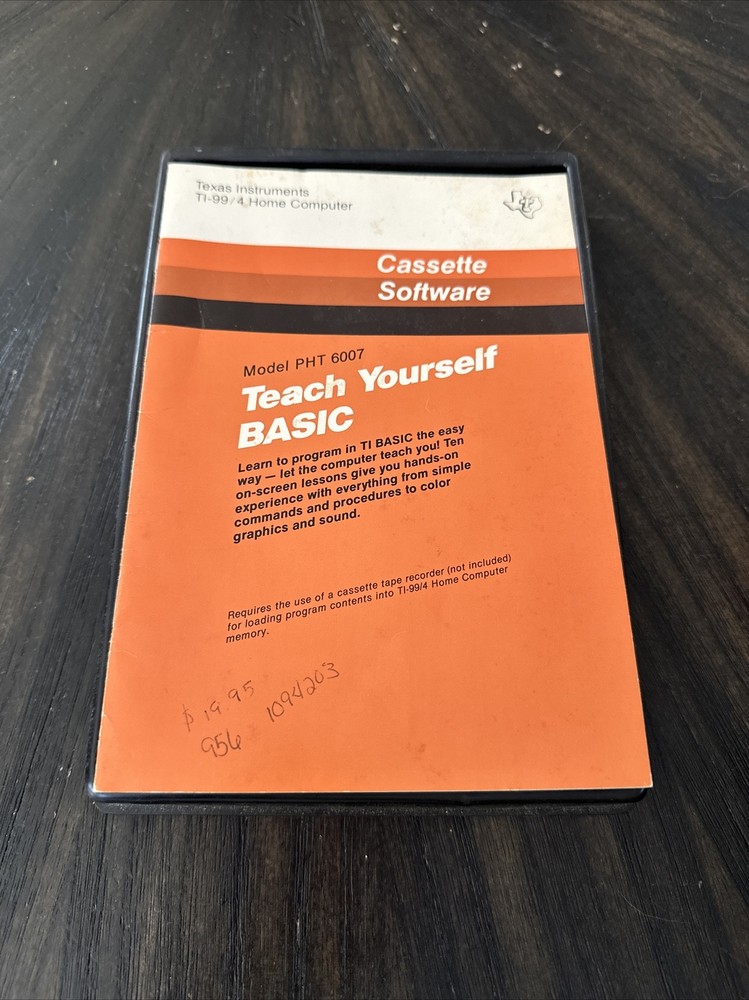 Texas Instruments
TI-99/4 Home Computer
Cassette
Software
Model PHT 6007
Teach Yourself
BASIC
Learn to program in TI BASIC the easy
way — let the computer teach you! Ten
on-screen lessons give you hands-on
experience with everything from simple
commands and procedures to color
graphics and sound.
Requires the use of a cassette tape recorder (not included)
for loading program contents into TI-99/4 Home Computer
memory.
$19.95
956 1094203